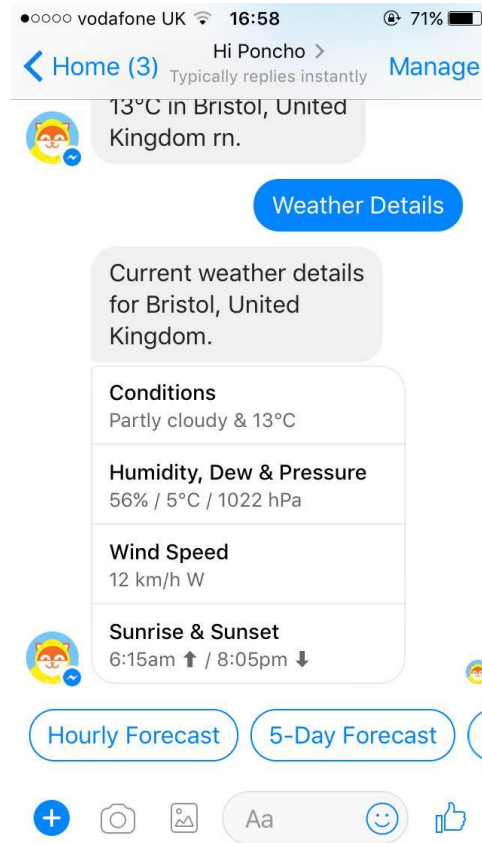 vodafone UK 16:58 71%
Home (3) Hi Poncho > Manage
Typically replies instantly
13°C in Bristol, United
Kingdom rn.
Weather Details
Current weather details
for Bristol, United
Kingdom.
Conditions
Partly cloudy & 13°C
Humidity, Dew & Pressure
56% / 5°C / 1022 hPa
Wind Speed
12 km/h W
Sunrise & Sunset
6:15am ⬆ / 8:05pm ⬇
Hourly Forecast 5-Day Forecast
Aa